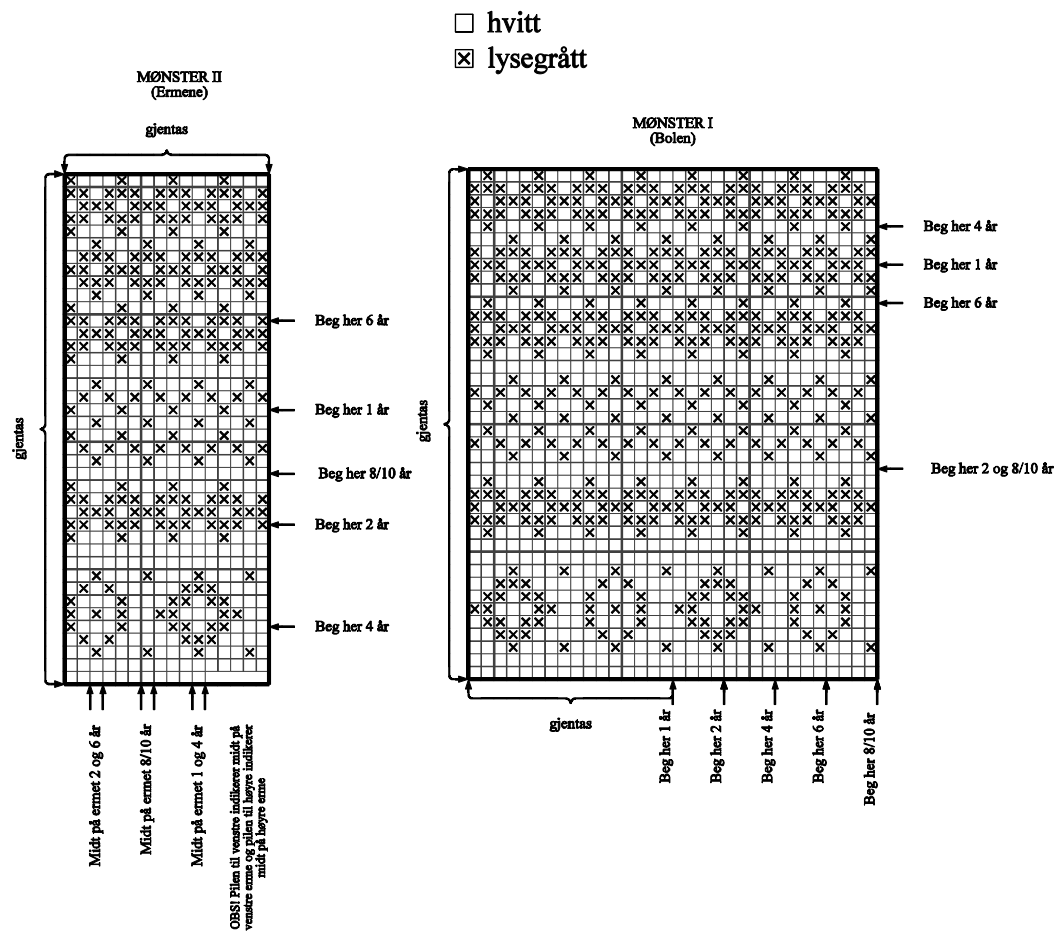 hvitt
lysegrått
MØNSTER II
(Ermene)
gjentas
gjentas
Beg her 6 år
Beg her 1 år
Beg her 8/10 år
Beg her 2 år
Beg her 4 år
Midt på ermet 2 og 6 år
Midt på ermet 8/10 år
Midt på ermet 1 og 4 år
OBS! Pilen til venstre indikerer midt på
venstre erme og pilen til høyre indikerer
midt på høyre erme
MØNSTER I
(Bolen)
gjentas
Beg her 4 år
Beg her 1 år
Beg her 6 år
Beg her 2 og 8/10 år
gjentas
Beg her 1 år
Beg her 2 år
Beg her 4 år
Beg her 6 år
Beg her 8/10 år